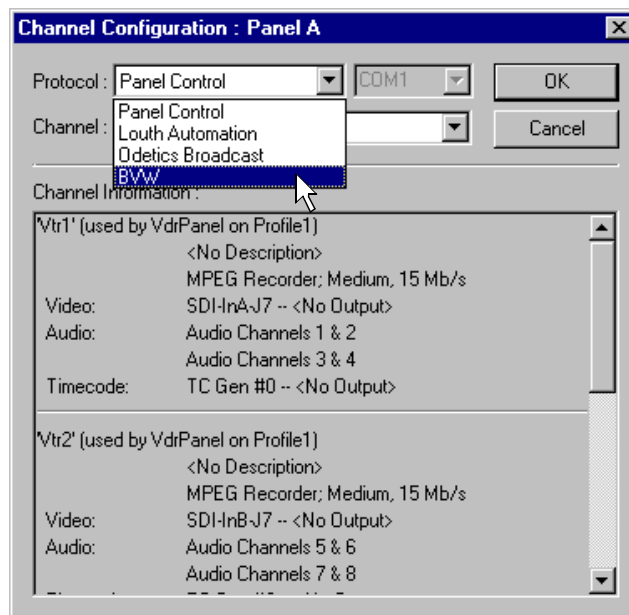 Channel Configuration : Panel A
Protocol : Panel Control COM1 OK
Panel Control
Louth Automation
Odetics Broadcast
BVW
Channel : Cancel
Channel Information :
'Vtr1' (used by VdrPanel on Profile1)
<No Description>
MPEG Recorder; Medium, 15 Mb/s
Video: SDI-InA-J7 -- <No Output>
Audio: Audio Channels 1 & 2
Audio Channels 3 & 4
Timecode: TC Gen #0 -- <No Output>
'Vtr2' (used by VdrPanel on Profile1)
<No Description>
MPEG Recorder; Medium, 15 Mb/s
Video: SDI-InB-J7 -- <No Output>
Audio: Audio Channels 5 & 6
Audio Channels 7 & 8